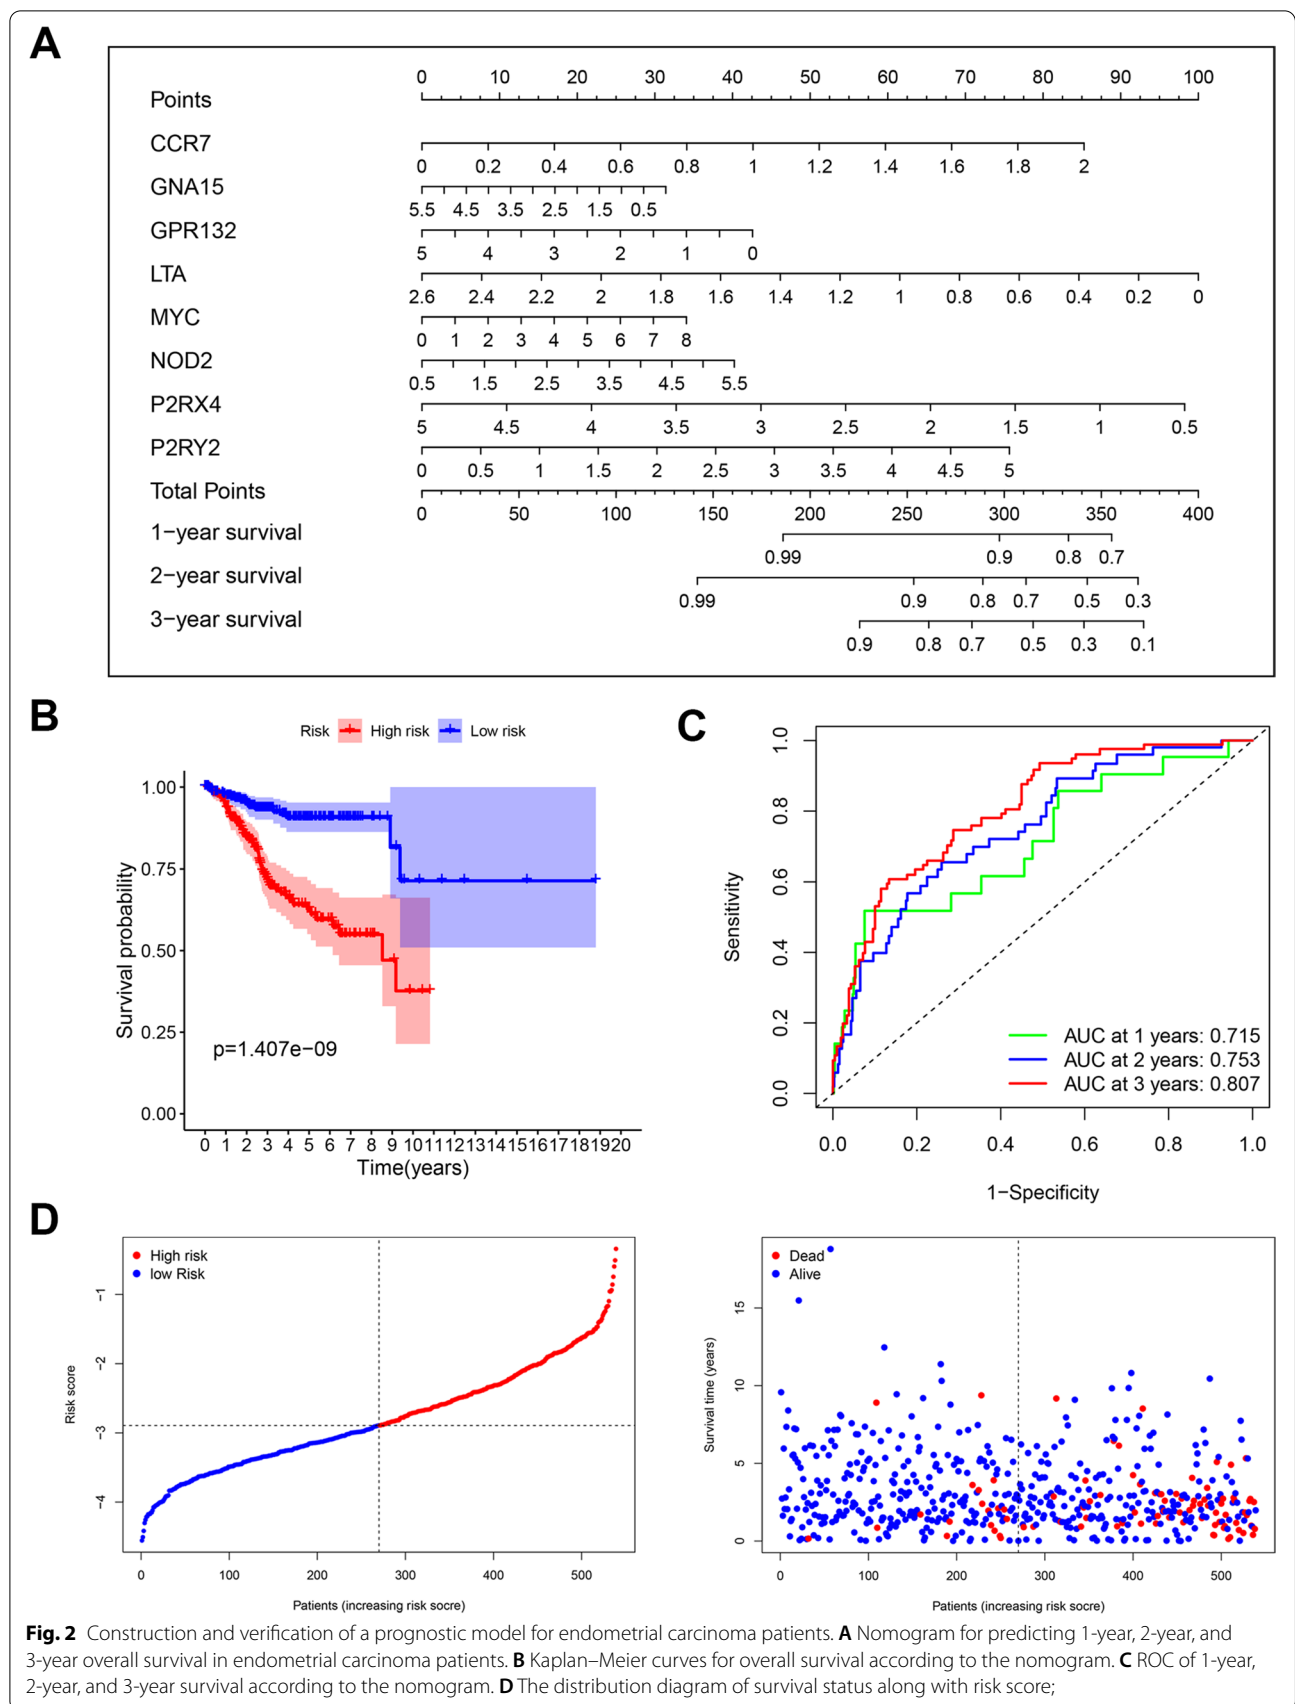 A
0 10 20 30 40 50 60 70 80 90 100
Points
CCR7
0 0.2 0.4 0.6 0.8 1 1.2 1.4 1.6 1.8 2
GNA15
5.5 4.5 3.5 2.5 1.5 0.5
GPR132
5 4 3 2 1 0
LTA
2.6 2.4 2.2 2 1.8 1.6 1.4 1.2 1 0.8 0.6 0.4 0.2 0
MYC
0 1 2 3 4 5 6 7 8
NOD2
0.5 1.5 2.5 3.5 4.5 5.5
P2RX4
5 4.5 4 3.5 3 2.5 2 1.5 1 0.5
P2RY2
0 0.5 1 1.5 2 2.5 3 3.5 4 4.5 5
Total Points
0 50 100 150 200 250 300 350 400
1−year survival
0.99 0.9 0.8 0.7
2−year survival
0.99 0.9 0.8 0.7 0.5 0.3
3−year survival
0.9 0.8 0.7 0.5 0.3 0.1
B
Risk High risk Low risk
Survival probability
1.00
0.75
0.50
0.25
0.00
p=1.407e−09
0 1 2 3 4 5 6 7 8 9 10 11 12 13 14 15 16 17 18 19 20
Time(years)
C
Sensitivity
1.0
0.8
0.6
0.4
0.2
0.0
AUC at 1 years: 0.715
AUC at 2 years: 0.753
AUC at 3 years: 0.807
0.0 0.2 0.4 0.6 0.8 1.0
1−Specificity
D
High risk
low Risk
Risk score
−1
−2
−3
−4
0 100 200 300 400 500
Patients (increasing risk socre)
Dead
Alive
Survival time (years)
15
10
5
0
0 100 200 300 400 500
Patients (increasing risk socre)
Fig. 2 Construction and verification of a prognostic model for endometrial carcinoma patients. A Nomogram for predicting 1-year, 2-year, and
3-year overall survival in endometrial carcinoma patients. B Kaplan–Meier curves for overall survival according to the nomogram. C ROC of 1-year,
2-year, and 3-year survival according to the nomogram. D The distribution diagram of survival status along with risk score;